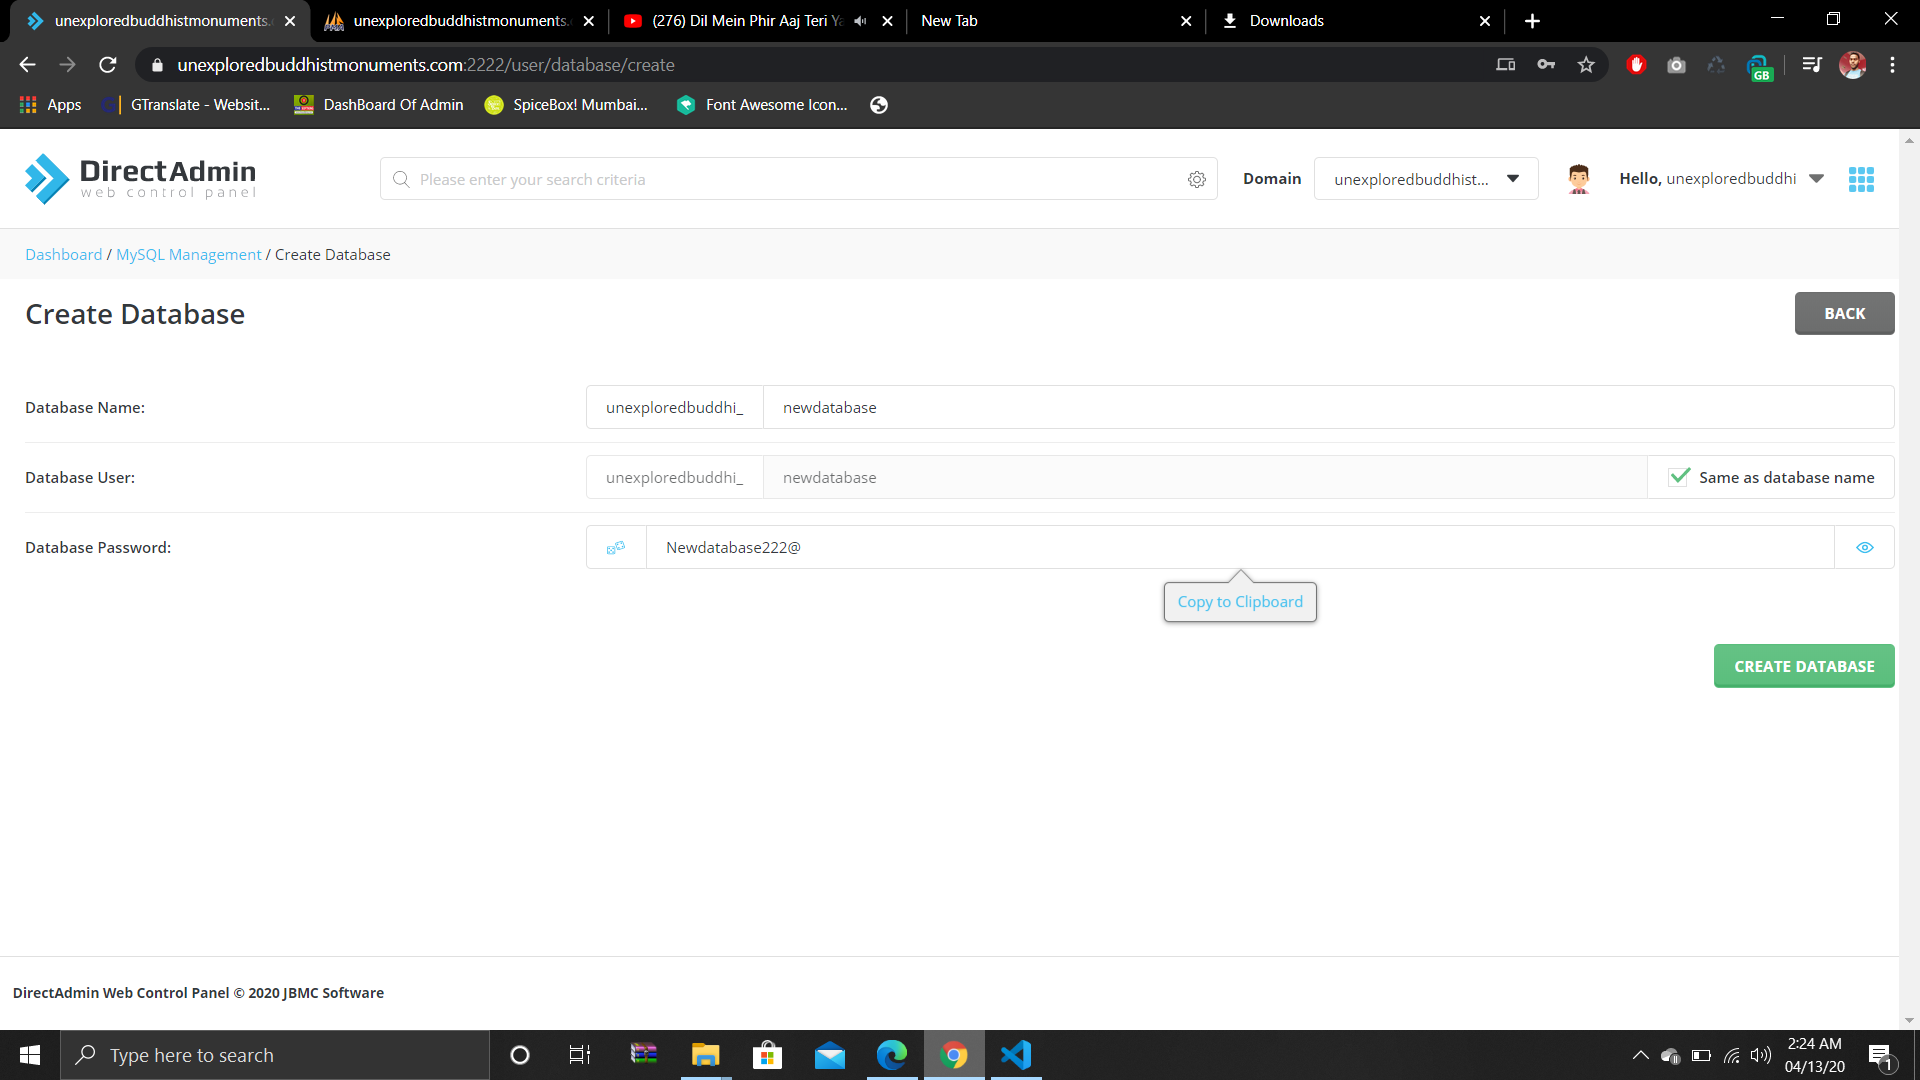 unexploredbuddhistmonuments.
unexploredbuddhistmonuments.
(276) Dil Mein Phir Aaj Teri Ya
New Tab
Downloads
unexploredbuddhistmonuments.com:2222/user/database/create
GB
Apps
GTranslate - Websit...
DashBoard Of Admin
SpiceBox! Mumbai...
Font Awesome Icon...
DirectAdmin
web control panel
Please enter your search criteria
Domain
unexploredbuddhist...
Hello, unexploredbuddhi
Dashboard / MySQL Management / Create Database
Create Database
BACK
Database Name:
unexploredbuddhi_
newdatabase
Database User:
unexploredbuddhi_
newdatabase
Same as database name
Database Password:
Newdatabase222@
Copy to Clipboard
CREATE DATABASE
DirectAdmin Web Control Panel © 2020 JBMC Software
Type here to search
2:24 AM
04/13/20
1